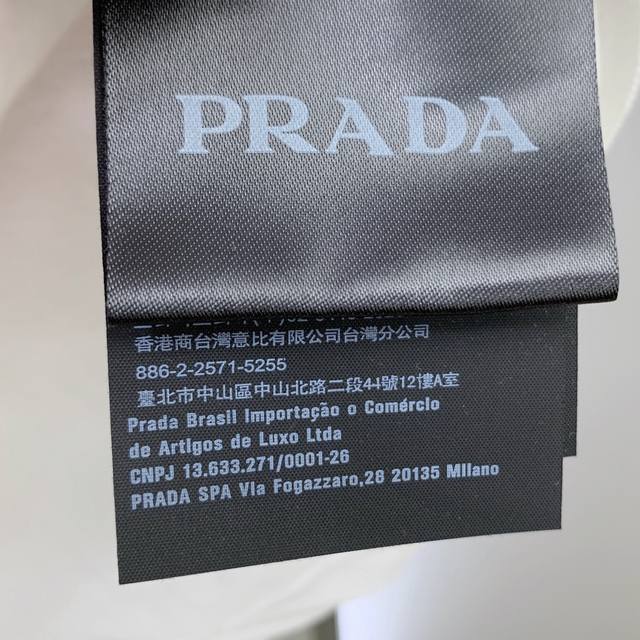 PRADA
香港商台灣意比有限公司台灣分公司
886-2-2571-5255
臺北市中山區中山北路二段44號12樓A室
Prada Brasil Importação o Comércio
de Artigos de Luxo Ltda
CNPJ 13.633.271/0001-26
PRADA SPA Via Fogazzaro,28 20135 Milano